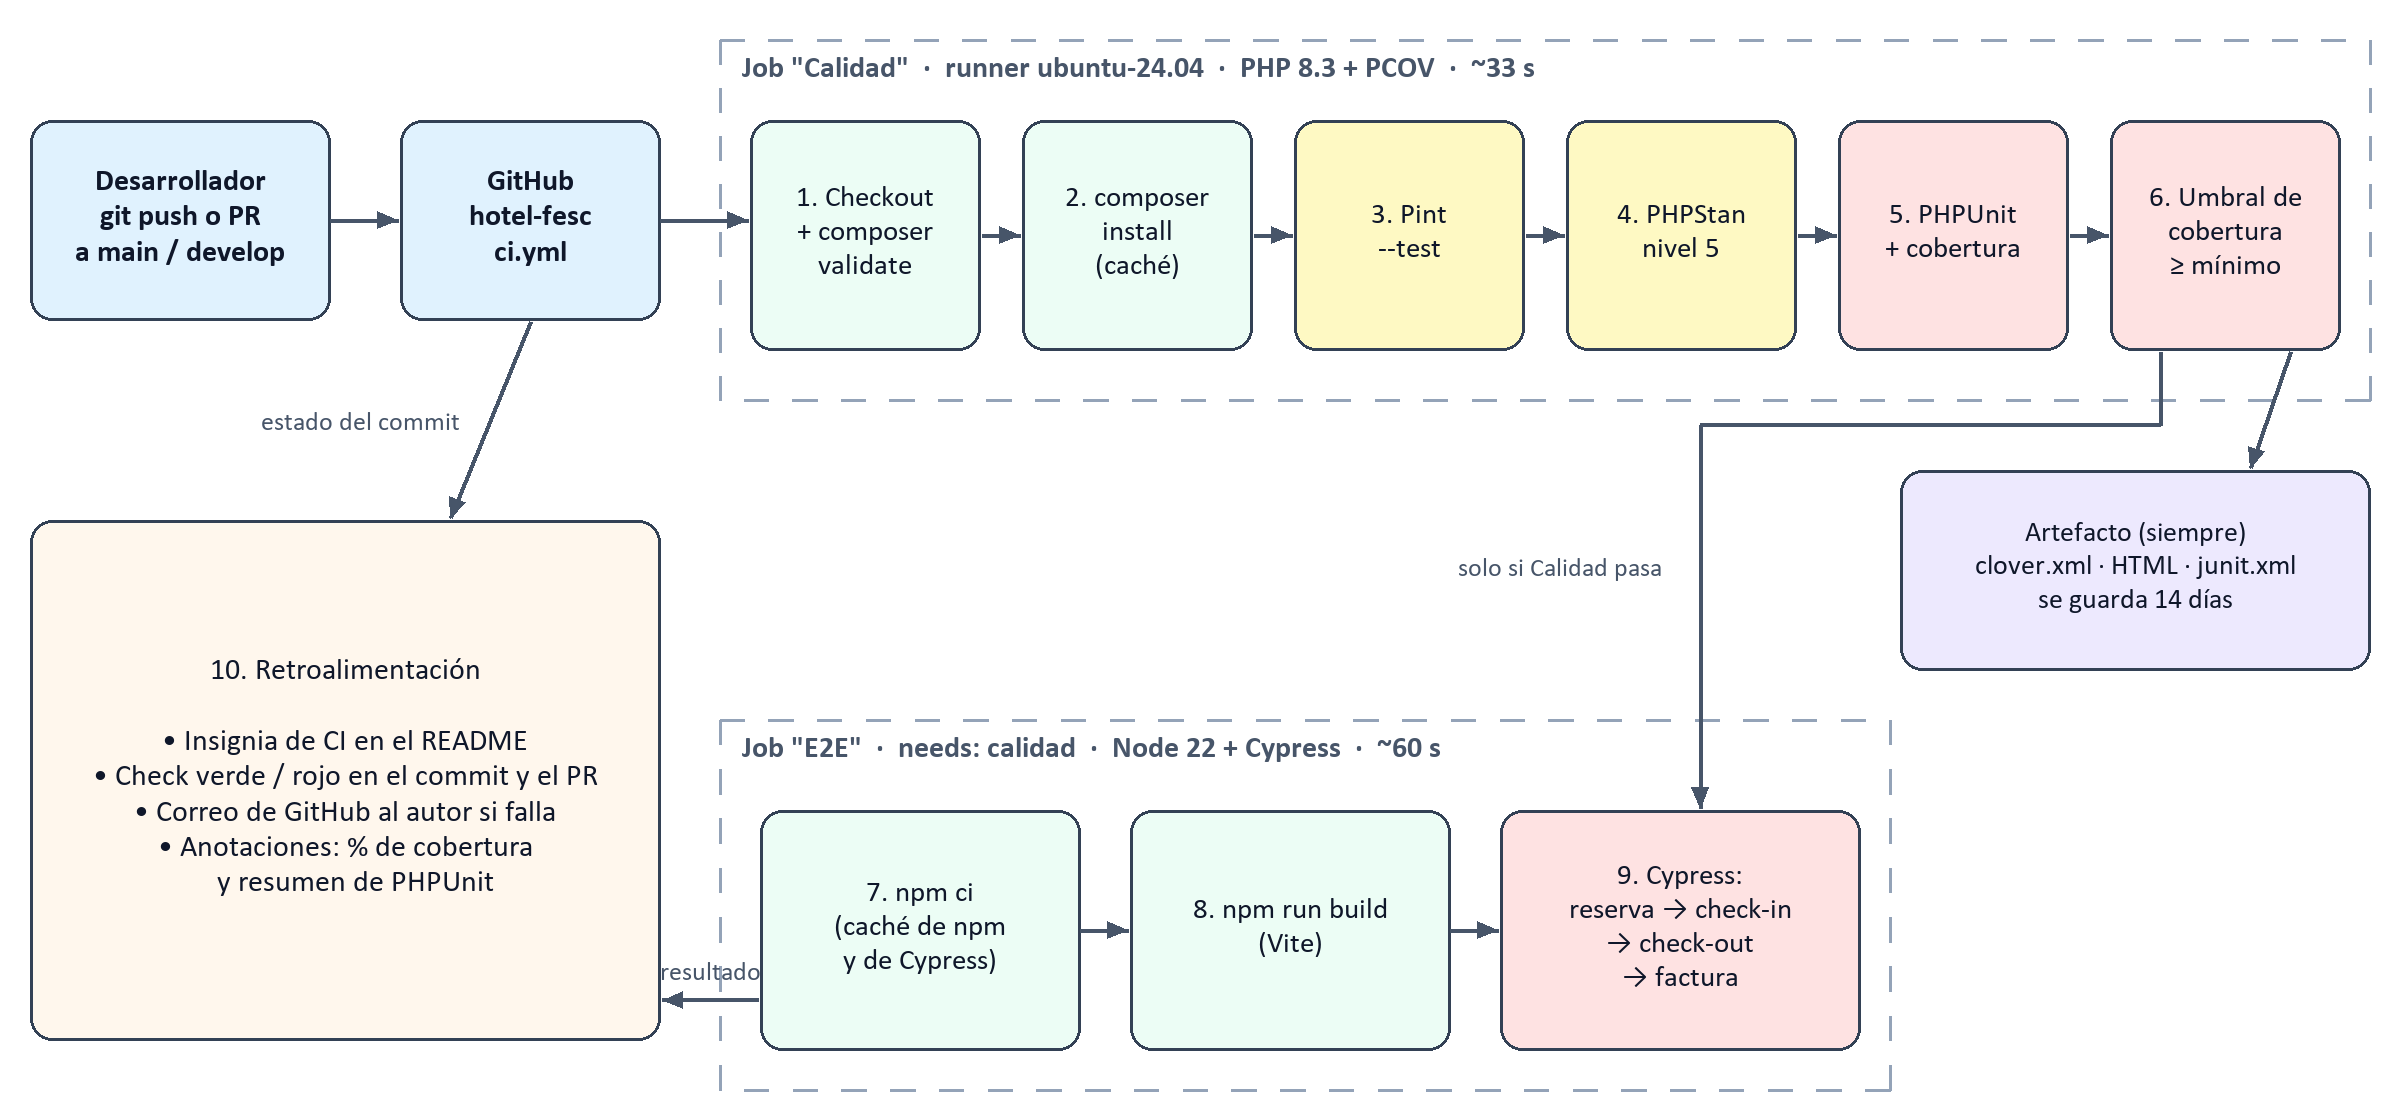 Job "Calidad" · runner ubuntu-24.04 · PHP 8.3 + PCOV · ~33 s
Desarrollador
git push o PR
a main / develop
GitHub
hotel-fesc
ci.yml
1. Checkout
+ composer
validate
2. composer
install
(caché)
3. Pint
--test
4. PHPStan
nivel 5
5. PHPUnit
+ cobertura
6. Umbral de
cobertura
≥ mínimo
estado del commit
solo si Calidad pasa
Artefacto (siempre)
clover.xml · HTML · junit.xml
se guarda 14 días
10. Retroalimentación
• Insignia de CI en el README
• Check verde / rojo en el commit y el PR
• Correo de GitHub al autor si falla
• Anotaciones: % de cobertura
y resumen de PHPUnit
resultado
Job "E2E" · needs: calidad · Node 22 + Cypress · ~60 s
7. npm ci
(caché de npm
y de Cypress)
8. npm run build
(Vite)
9. Cypress:
reserva → check-in
→ check-out
→ factura